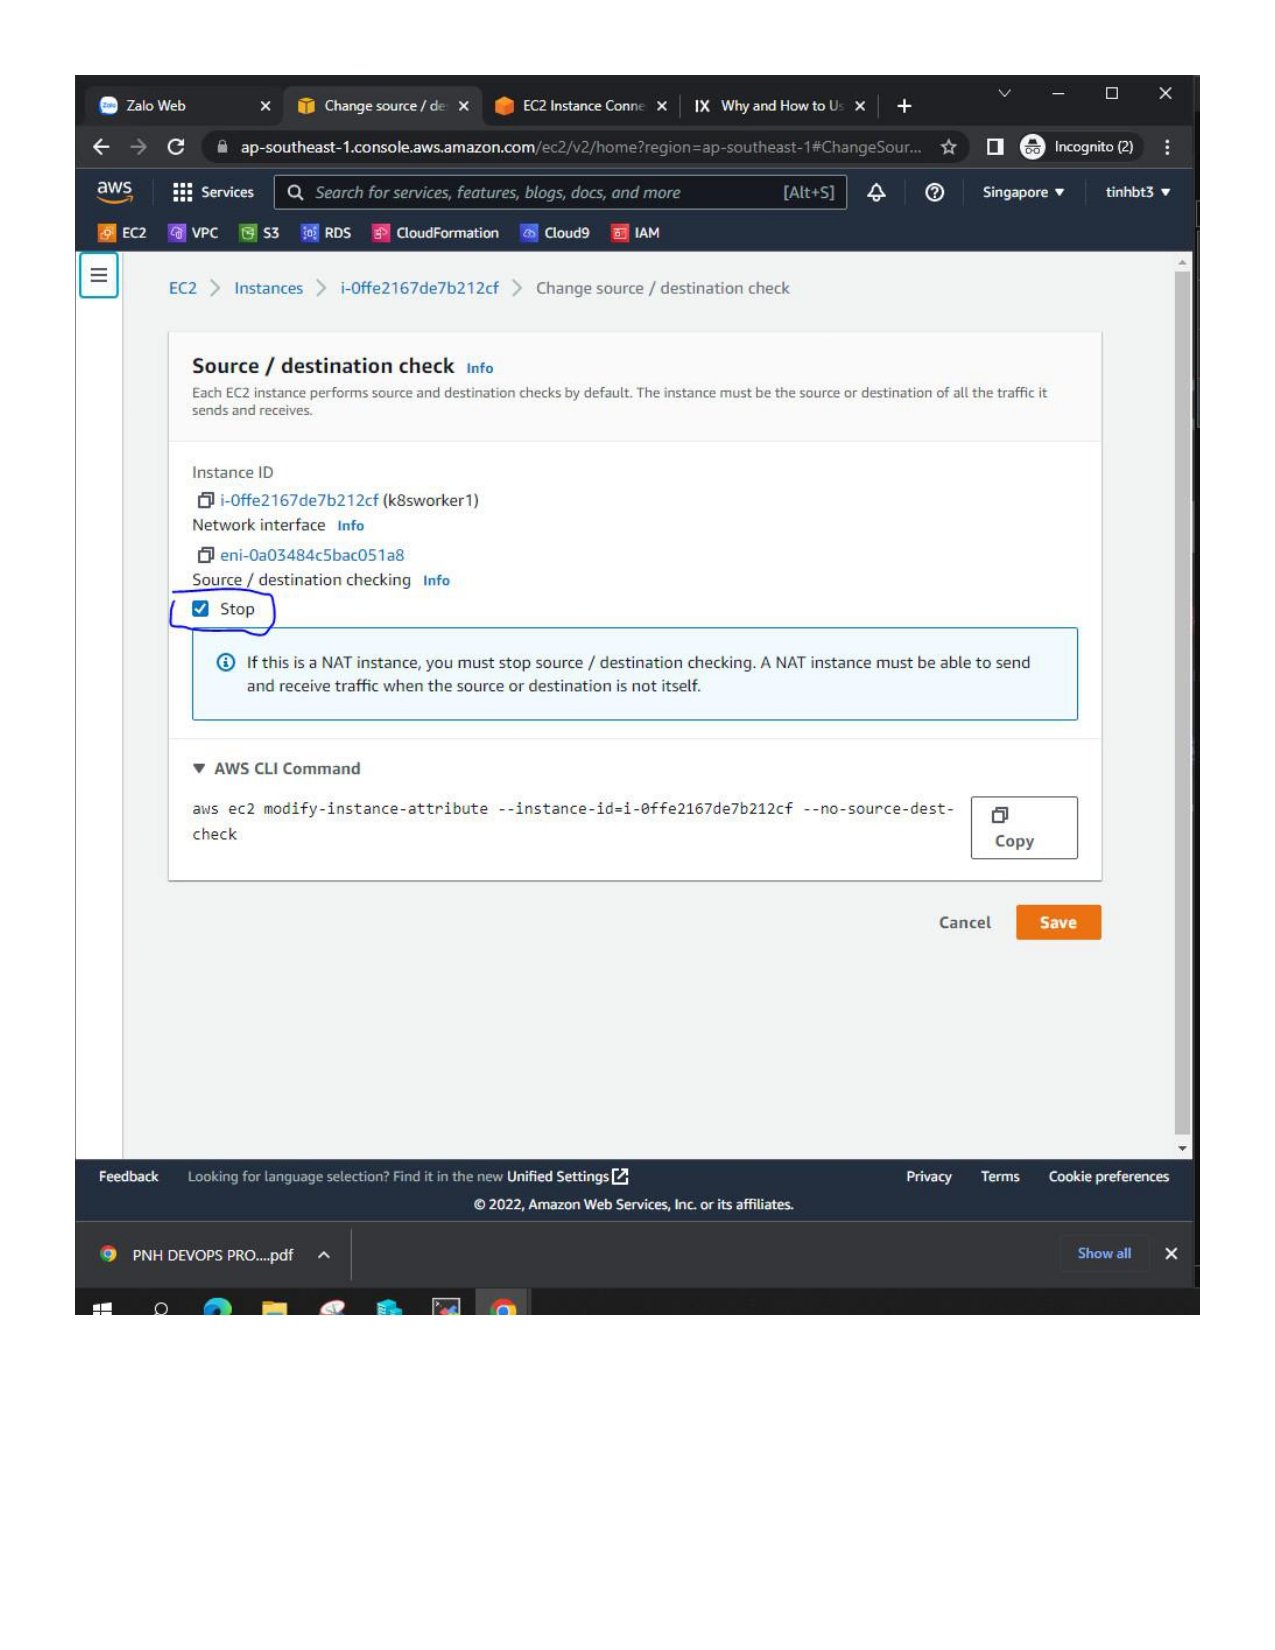 Zalo Web
Change source / de
EC2 Instance Conne
IX Why and How to Us
ap-southeast-1.console.aws.amazon.com/ec2/v2/home?region=ap-southeast-1#ChangeSour...
Incognito (2)
aws
Services
Search for services, features, blogs, docs, and more
[Alt+S]
Singapore
tinhbt3
EC2
VPC
S3
RDS
CloudFormation
Cloud9
IAM
EC2 > Instances > i-0ffe2167de7b212cf > Change source / destination check
Source / destination check Info
Each EC2 instance performs source and destination checks by default. The instance must be the source or destination of all the traffic it
sends and receives.
Instance ID
i-0ffe2167de7b212cf (k8sworker1)
Network interface Info
eni-0a03484c5bac051a8
Source / destination checking Info
Stop
If this is a NAT instance, you must stop source / destination checking. A NAT instance must be able to send
and receive traffic when the source or destination is not itself.
AWS CLI Command
aws ec2 modify-instance-attribute --instance-id=i-0ffe2167de7b212cf --no-source-dest-
check
Copy
Cancel
Save
Feedback
Looking for language selection? Find it in the new Unified Settings
Privacy
Terms
Cookie preferences
© 2022, Amazon Web Services, Inc. or its affiliates.
PNH DEVOPS PRO....pdf
Show all